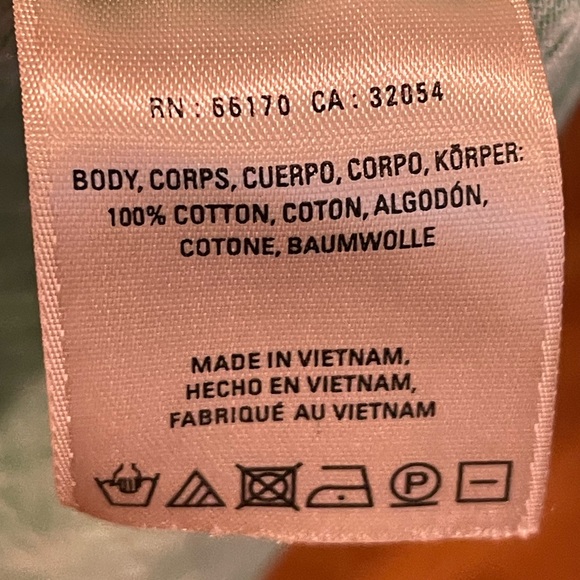 RN : 66170 CA : 32054
BODY, CORPS, CUERPO, CORPO, KÖRPER:
100% COTTON, COTON, ALGODÓN,
COTONE, BAUMWOLLE
MADE IN VIETNAM,
HECHO EN VIETNAM,
FABRIQUÉ AU VIETNAM
P